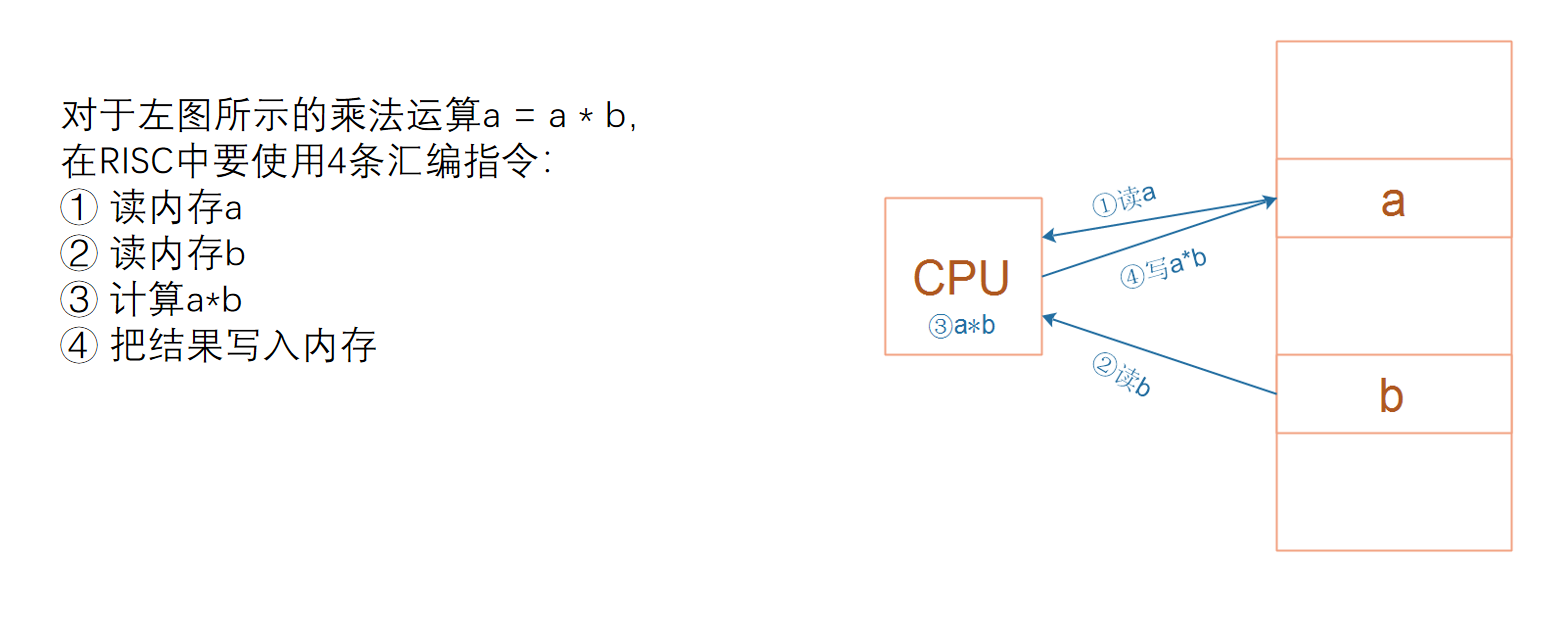 对于左图所示的乘法运算a = a * b,
在RISC中要使用4条汇编指令：
① 读内存a
② 读内存b
③ 计算a*b
④ 把结果写入内存
①读a
④写a*b
CPU
③a*b
②读b
a
b